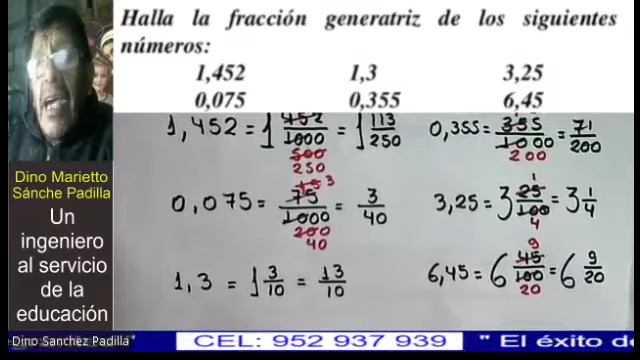 Halla la fracción generatriz de los siguientes
números:
1,452 1,3 3,25
0,075 0,355 6,45
1,452 = 1 452/1000 = 1 113/250
500
250
0,355 = 355/1000 = 71/200
200
0,075 = 75/1000 = 3/40
15 3
200
40
3,25 = 3 25/100 = 3 1/4
1
4
1,3 = 1 3/10 = 13/10
6,45 = 6 45/100 = 6 9/20
9
20
Dino Marietto
Sánche Padilla
Un
ingeniero
al servicio
de la
educación
Dino Sanchez Padilla
CEL: 952 937 939 " El éxito d